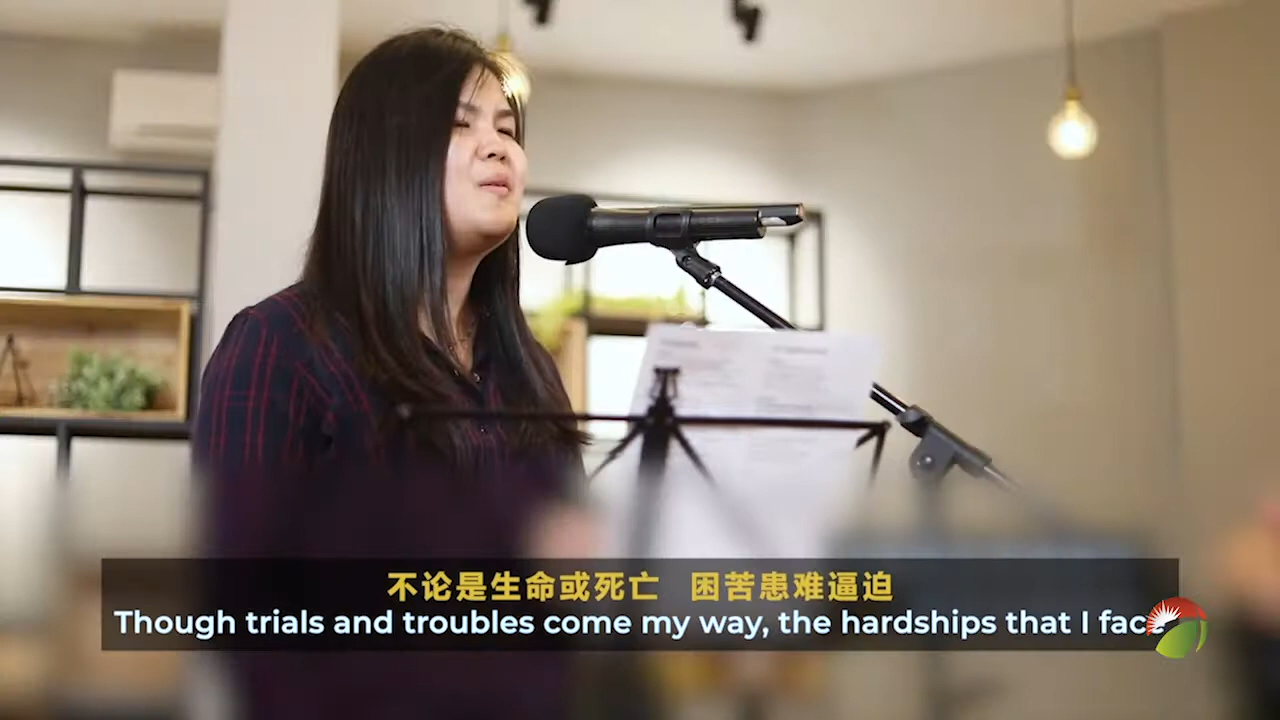 不论是生命或死亡 困苦患难逼迫
Though trials and troubles come my way, the hardships that I face